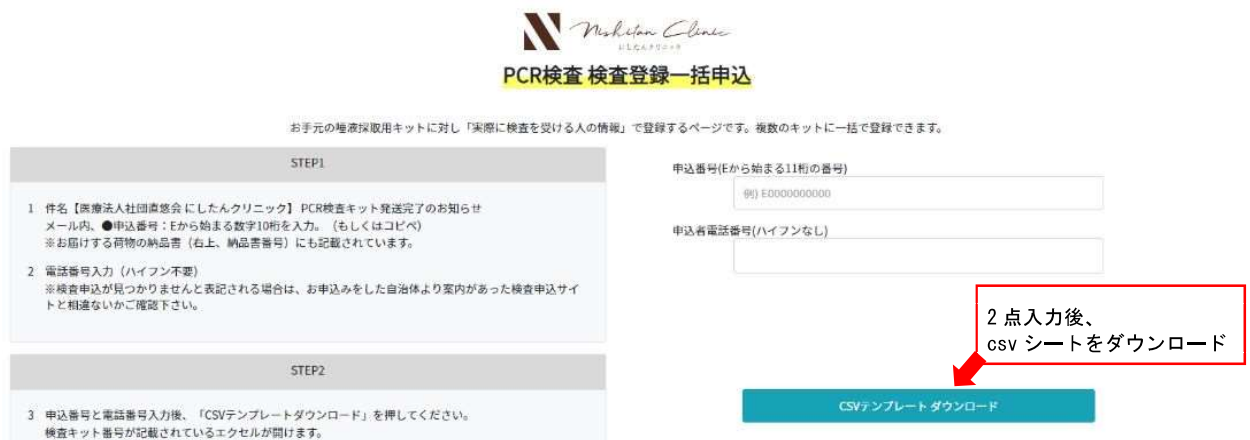 Nishitan Clinic
にしたんクリニック
PCR検査 検査登録一括申込
お手元の唾液採取用キットに対し「実際に検査を受ける人の情報」で登録するページです。複数のキットに一括で登録できます。
STEP1
1 件名【医療法人社団直悠会 にしたんクリニック】 PCR検査キット発送完了のお知らせ
メール内、●申込番号：Eから始まる数字10桁を入力。（もしくはコピペ）
※お届けする荷物の納品書（右上、納品書番号）にも記載されています。
2 電話番号入力（ハイフン不要）
※検査申込が見つかりませんと表記される場合は、お申込みをした自治体より案内があった検査申込サイ
トと相違ないかご確認下さい。
STEP2
3 申込番号と電話番号入力後、「CSVテンプレートダウンロード」を押してください。
検査キット番号が記載されているエクセルが開けます。
申込番号(Eから始まる11桁の番号)
例) E0000000000
申込者電話番号(ハイフンなし)
2 点入力後、
csv シートをダウンロード
CSVテンプレート ダウンロード